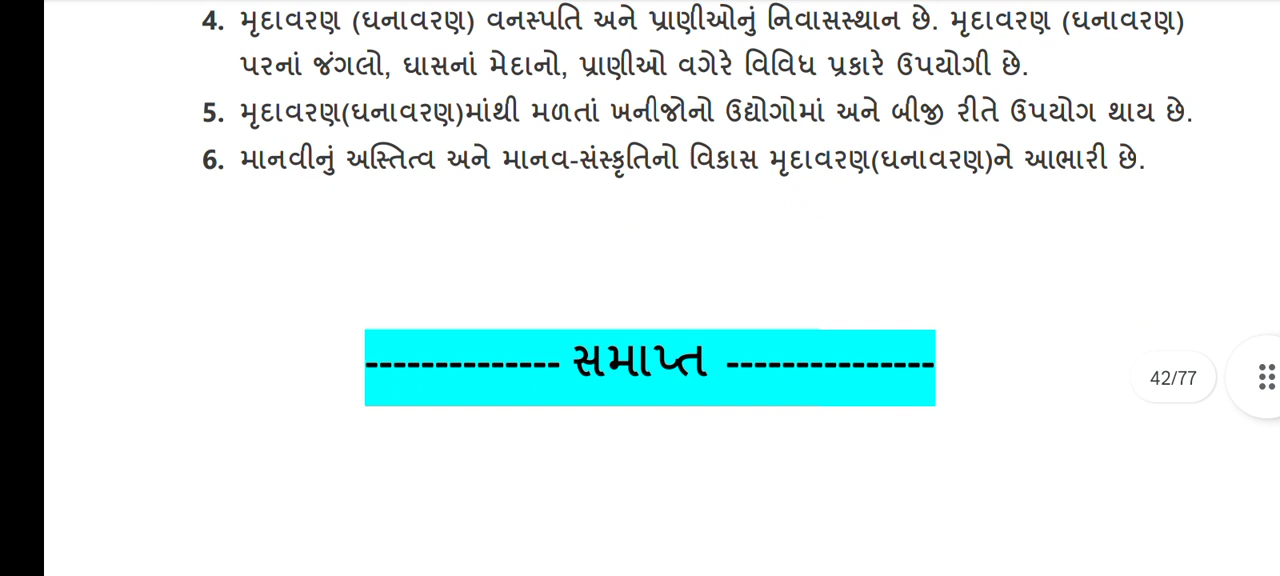 4. મૃદાવરણ (ઘનાવરણ) વનસ્પતિ અને પ્રાણીઓનું નિવાસસ્થાન છે. મૃદાવરણ (ઘનાવરણ)
પરનાં જંગલો, ઘાસનાં મેદાનો, પ્રાણીઓ વગેરે વિવિધ પ્રકારે ઉપયોગી છે.
5. મૃદાવરણ(ઘનાવરણ)માંથી મળતાં ખનીજોનો ઉદ્યોગોમાં અને બીજી રીતે ઉપયોગ થાય છે.
6. માનવીનું અસ્તિત્વ અને માનવ-સંસ્કૃતિનો વિકાસ મૃદાવરણ(ઘનાવરણ)ને આભારી છે.
-------------- સમાપ્ત ---------------
42/77